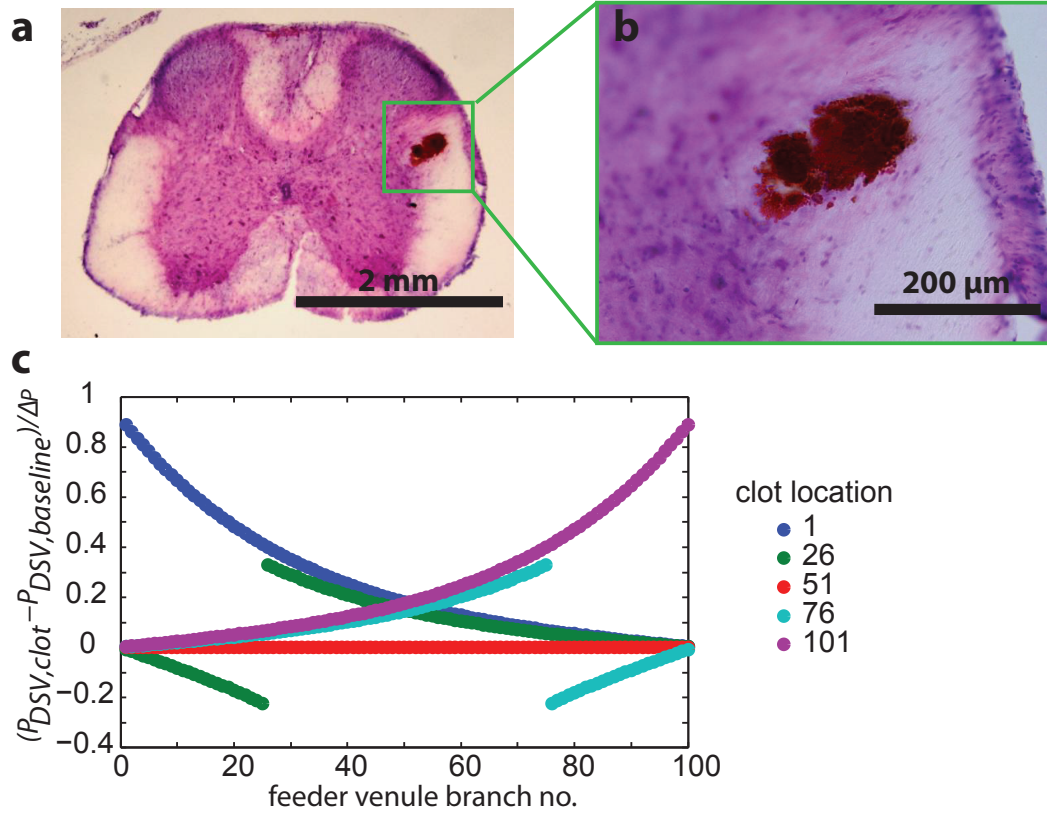 a
b
2 mm
200 µm
c
(P_DSV,clot − P_DSV,baseline)/ΔP
1
0.8
0.6
0.4
0.2
0
−0.2
−0.4
0 20 40 60 80 100
feeder venule branch no.
clot location
1
26
51
76
101